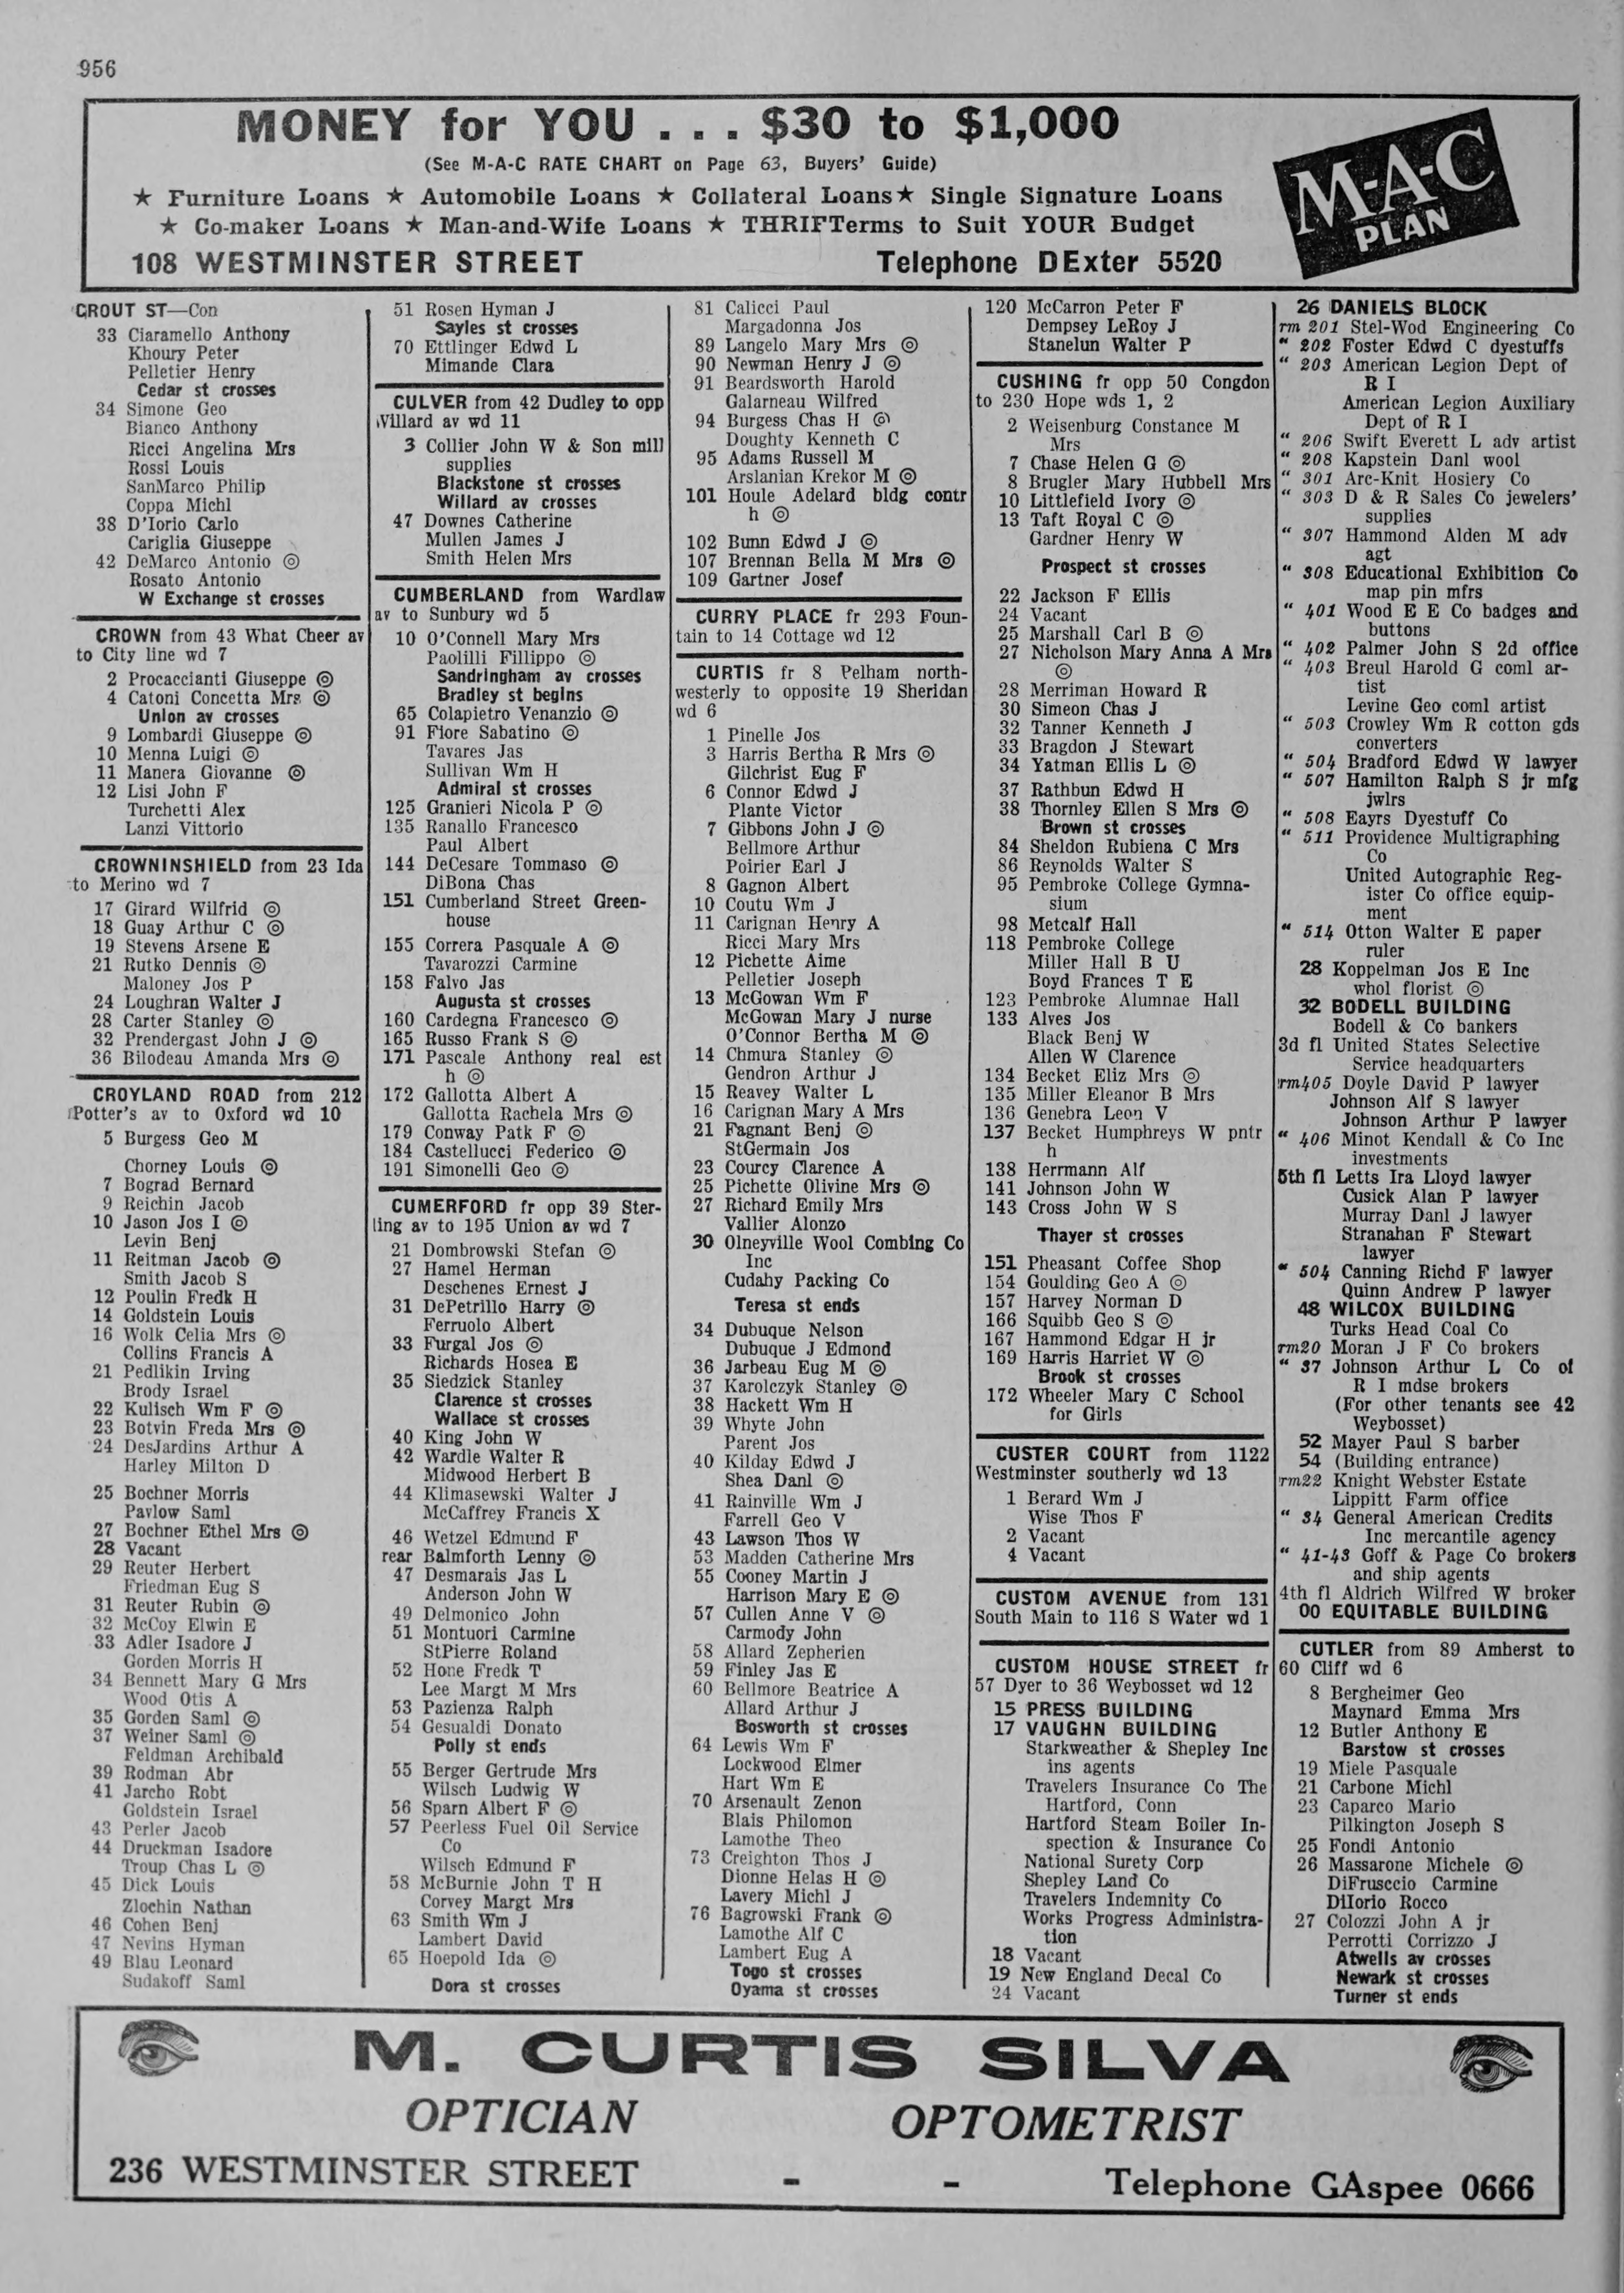 956
MONEY for YOU . . . $30 to $1,000
(See M-A-C RATE CHART on Page 63, Buyers' Guide)
★ Furniture Loans ★ Automobile Loans ★ Collateral Loans★ Single Signature Loans
★ Co-maker Loans ★ Man-and-Wife Loans ★ THRIFTerms to Suit YOUR Budget
108 WESTMINSTER STREET Telephone DExter 5520
M-A-C
PLAN
CROUT ST—Con
33 Ciaramello Anthony
Khoury Peter
Pelletier Henry
Cedar st crosses
34 Simone Geo
Bianco Anthony
Ricci Angelina Mrs
Rossi Louis
SanMarco Philip
Coppa Michl
38 D'Iorio Carlo
Cariglia Giuseppe
42 DeMarco Antonio ◎
Rosato Antonio
W Exchange st crosses
CROWN from 43 What Cheer av
to City line wd 7
2 Procaccianti Giuseppe ◎
4 Catoni Concetta Mrs ◎
Union av crosses
9 Lombardi Giuseppe ◎
10 Menna Luigi ◎
11 Manera Giovanne ◎
12 Lisi John F
Turchetti Alex
Lanzi Vittorio
CROWNINSHIELD from 23 Ida
to Merino wd 7
17 Girard Wilfrid ◎
18 Guay Arthur C ◎
19 Stevens Arsene E
21 Rutko Dennis ◎
Maloney Jos P
24 Loughran Walter J
28 Carter Stanley ◎
32 Prendergast John J ◎
36 Bilodeau Amanda Mrs ◎
CROYLAND ROAD from 212
Potter's av to Oxford wd 10
5 Burgess Geo M
Chorney Louis ◎
7 Bograd Bernard
9 Reichin Jacob
10 Jason Jos I ◎
Levin Benj
11 Reitman Jacob ◎
Smith Jacob S
12 Poulin Fredk H
14 Goldstein Louis
16 Wolk Celia Mrs ◎
Collins Francis A
21 Pedlikin Irving
Brody Israel
22 Kulisch Wm F ◎
23 Botvin Freda Mrs ◎
24 DesJardins Arthur A
Harley Milton D
25 Bochner Morris
Pavlow Saml
27 Bochner Ethel Mrs ◎
28 Vacant
29 Reuter Herbert
Friedman Eug S
31 Reuter Rubin ◎
32 McCoy Elwin E
33 Adler Isadore J
Gorden Morris H
34 Bennett Mary G Mrs
Wood Otis A
35 Gorden Saml ◎
37 Weiner Saml ◎
Feldman Archibald
39 Rodman Abr
41 Jarcho Robt
Goldstein Israel
43 Perler Jacob
44 Druckman Isadore
Troup Chas L ◎
45 Dick Louis
Zlochin Nathan
46 Cohen Benj
47 Nevins Hyman
49 Blau Leonard
Sudakoff Saml
51 Rosen Hyman J
Sayles st crosses
70 Ettlinger Edwd L
Mimande Clara
CULVER from 42 Dudley to opp
Willard av wd 11
3 Collier John W & Son mill
supplies
Blackstone st crosses
Willard av crosses
47 Downes Catherine
Mullen James J
Smith Helen Mrs
CUMBERLAND from Wardlaw
av to Sunbury wd 5
10 O'Connell Mary Mrs
Paolilli Fillippo ◎
Sandringham av crosses
Bradley st begins
65 Colapietro Venanzio ◎
91 Fiore Sabatino ◎
Tavares Jas
Sullivan Wm H
Admiral st crosses
125 Granieri Nicola P ◎
135 Ranallo Francesco
Paul Albert
144 DeCesare Tommaso ◎
DiBona Chas
151 Cumberland Street Green-
house
155 Correra Pasquale A ◎
Tavarozzi Carmine
158 Falvo Jas
Augusta st crosses
160 Cardegna Francesco ◎
165 Russo Frank S ◎
171 Pascale Anthony real est
h ◎
172 Gallotta Albert A
Gallotta Rachela Mrs ◎
179 Conway Patk F ◎
184 Castellucci Federico ◎
191 Simonelli Geo ◎
CUMERFORD fr opp 39 Ster-
ling av to 195 Union av wd 7
21 Dombrowski Stefan ◎
27 Hamel Herman
Deschenes Ernest J
31 DePetrillo Harry ◎
Ferruolo Albert
33 Furgal Jos ◎
Richards Hosea E
35 Siedzick Stanley
Clarence st crosses
Wallace st crosses
40 King John W
42 Wardle Walter R
Midwood Herbert B
44 Klimasewski Walter J
McCaffrey Francis X
46 Wetzel Edmund F
rear Balmforth Lenny ◎
47 Desmarais Jas L
Anderson John W
49 Delmonico John
51 Montuori Carmine
StPierre Roland
52 Hone Fredk T
Lee Margt M Mrs
53 Pazienza Ralph
54 Gesualdi Donato
Polly st ends
55 Berger Gertrude Mrs
Wilsch Ludwig W
56 Sparn Albert F ◎
57 Peerless Fuel Oil Service
Co
Wilsch Edmund F
58 McBurnie John T H
Corvey Margt Mrs
63 Smith Wm J
Lambert David
65 Hoepold Ida ◎
Dora st crosses
81 Calicci Paul
Margadonna Jos
89 Langelo Mary Mrs ◎
90 Newman Henry J ◎
91 Beardsworth Harold
Galarneau Wilfred
94 Burgess Chas H ◎
Doughty Kenneth C
95 Adams Russell M
Arslanian Krekor M ◎
101 Houle Adelard bldg contr
h ◎
102 Bunn Edwd J ◎
107 Brennan Bella M Mrs ◎
109 Gartner Josef
CURRY PLACE fr 293 Foun-
tain to 14 Cottage wd 12
CURTIS fr 8 Pelham north-
westerly to opposite 19 Sheridan
wd 6
1 Pinelle Jos
3 Harris Bertha R Mrs ◎
Gilchrist Eug F
6 Connor Edwd J
Plante Victor
7 Gibbons John J ◎
Bellmore Arthur
Poirier Earl J
8 Gagnon Albert
10 Coutu Wm J
11 Carignan Henry A
Ricci Mary Mrs
12 Pichette Aime
Pelletier Joseph
13 McGowan Wm F
McGowan Mary J nurse
O'Connor Bertha M ◎
14 Chmura Stanley ◎
Gendron Arthur J
15 Reavey Walter L
16 Carignan Mary A Mrs
21 Fagnant Benj ◎
StGermain Jos
23 Courcy Clarence A
25 Pichette Olivine Mrs ◎
27 Richard Emily Mrs
Vallier Alonzo
30 Olneyville Wool Combing Co
Inc
Cudahy Packing Co
Teresa st ends
34 Dubuque Nelson
Dubuque J Edmond
36 Jarbeau Eug M ◎
37 Karolczyk Stanley ◎
38 Hackett Wm H
39 Whyte John
Parent Jos
40 Kilday Edwd J
Shea Danl ◎
41 Rainville Wm J
Farrell Geo V
43 Lawson Thos W
53 Madden Catherine Mrs
55 Cooney Martin J
Harrison Mary E ◎
57 Cullen Anne V ◎
Carmody John
58 Allard Zepherien
59 Finley Jas E
60 Bellmore Beatrice A
Allard Arthur J
Bosworth st crosses
64 Lewis Wm F
Lockwood Elmer
Hart Wm E
70 Arsenault Zenon
Blais Philomon
Lamothe Theo
73 Creighton Thos J
Dionne Helas H ◎
Lavery Michl J
76 Bagrowski Frank ◎
Lamothe Alf C
Lambert Eug A
Togo st crosses
Oyama st crosses
120 McCarron Peter F
Dempsey LeRoy J
Stanelun Walter P
CUSHING fr opp 50 Congdon
to 230 Hope wds 1, 2
2 Weisenburg Constance M
Mrs
7 Chase Helen G ◎
8 Brugler Mary Hubbell Mrs
10 Littlefield Ivory ◎
13 Taft Royal C ◎
Gardner Henry W
Prospect st crosses
22 Jackson F Ellis
24 Vacant
25 Marshall Carl B ◎
27 Nicholson Mary Anna A Mrs
◎
28 Merriman Howard R
30 Simeon Chas J
32 Tanner Kenneth J
33 Bragdon J Stewart
34 Yatman Ellis L ◎
37 Rathbun Edwd H
38 Thornley Ellen S Mrs ◎
Brown st crosses
84 Sheldon Rubiena C Mrs
86 Reynolds Walter S
95 Pembroke College Gymna-
sium
98 Metcalf Hall
118 Pembroke College
Miller Hall B U
Boyd Frances T E
123 Pembroke Alumnae Hall
133 Alves Jos
Black Benj W
Allen W Clarence
134 Becket Eliz Mrs ◎
135 Miller Eleanor B Mrs
136 Genebra Leon V
137 Becket Humphreys W pntr
h
138 Herrmann Alf
141 Johnson John W
143 Cross John W S
Thayer st crosses
151 Pheasant Coffee Shop
154 Goulding Geo A ◎
157 Harvey Norman D
166 Squibb Geo S ◎
167 Hammond Edgar H jr
169 Harris Harriet W ◎
Brook st crosses
172 Wheeler Mary C School
for Girls
CUSTER COURT from 1122
Westminster southerly wd 13
1 Berard Wm J
Wise Thos F
2 Vacant
4 Vacant
CUSTOM AVENUE from 131
South Main to 116 S Water wd 1
CUSTOM HOUSE STREET fr
57 Dyer to 36 Weybosset wd 12
15 PRESS BUILDING
17 VAUGHN BUILDING
Starkweather & Shepley Inc
ins agents
Travelers Insurance Co The
Hartford, Conn
Hartford Steam Boiler In-
spection & Insurance Co
National Surety Corp
Shepley Land Co
Travelers Indemnity Co
Works Progress Administra-
tion
18 Vacant
19 New England Decal Co
24 Vacant
26 DANIELS BLOCK
rm 201 Stel-Wod Engineering Co
" 202 Foster Edwd C dyestuffs
" 203 American Legion Dept of
R I
American Legion Auxiliary
Dept of R I
" 206 Swift Everett L adv artist
" 208 Kapstein Danl wool
" 301 Arc-Knit Hosiery Co
" 303 D & R Sales Co jewelers'
supplies
" 307 Hammond Alden M adv
agt
" 308 Educational Exhibition Co
map pin mfrs
" 401 Wood E E Co badges and
buttons
" 402 Palmer John S 2d office
" 403 Breul Harold G coml ar-
tist
Levine Geo coml artist
" 503 Crowley Wm R cotton gds
converters
" 504 Bradford Edwd W lawyer
" 507 Hamilton Ralph S jr mfg
jwlrs
" 508 Eayrs Dyestuff Co
" 511 Providence Multigraphing
Co
United Autographic Reg-
ister Co office equip-
ment
" 514 Otton Walter E paper
ruler
28 Koppelman Jos E Inc
whol florist ◎
32 BODELL BUILDING
Bodell & Co bankers
3d fl United States Selective
Service headquarters
rm405 Doyle David P lawyer
Johnson Alf S lawyer
Johnson Arthur P lawyer
" 406 Minot Kendall & Co Inc
investments
5th fl Letts Ira Lloyd lawyer
Cusick Alan P lawyer
Murray Danl J lawyer
Stranahan F Stewart
lawyer
" 504 Canning Richd F lawyer
Quinn Andrew P lawyer
48 WILCOX BUILDING
Turks Head Coal Co
rm20 Moran J F Co brokers
" 37 Johnson Arthur L Co of
R I mdse brokers
(For other tenants see 42
Weybosset)
52 Mayer Paul S barber
54 (Building entrance)
rm22 Knight Webster Estate
Lippitt Farm office
" 34 General American Credits
Inc mercantile agency
" 41-43 Goff & Page Co brokers
and ship agents
4th fl Aldrich Wilfred W broker
00 EQUITABLE BUILDING
CUTLER from 89 Amherst to
60 Cliff wd 6
8 Bergheimer Geo
Maynard Emma Mrs
12 Butler Anthony E
Barstow st crosses
19 Miele Pasquale
21 Carbone Michl
23 Caparco Mario
Pilkington Joseph S
25 Fondi Antonio
26 Massarone Michele ◎
DiFrusccio Carmine
DiIorio Rocco
27 Colozzi John A jr
Perrotti Corrizzo J
Atwells av crosses
Newark st crosses
Turner st ends
M. CURTIS SILVA
OPTICIAN OPTOMETRIST
236 WESTMINSTER STREET - - Telephone GAspee 0666